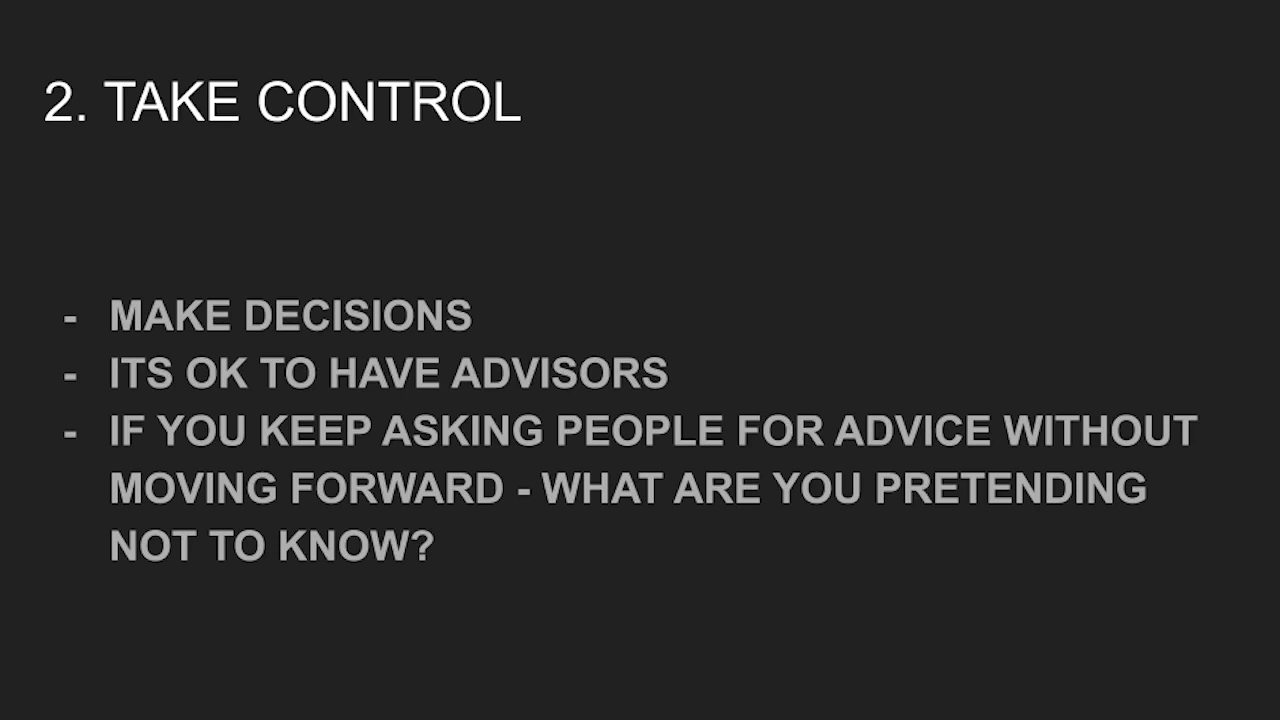 2. TAKE CONTROL
- MAKE DECISIONS
- ITS OK TO HAVE ADVISORS
- IF YOU KEEP ASKING PEOPLE FOR ADVICE WITHOUT
MOVING FORWARD - WHAT ARE YOU PRETENDING
NOT TO KNOW?